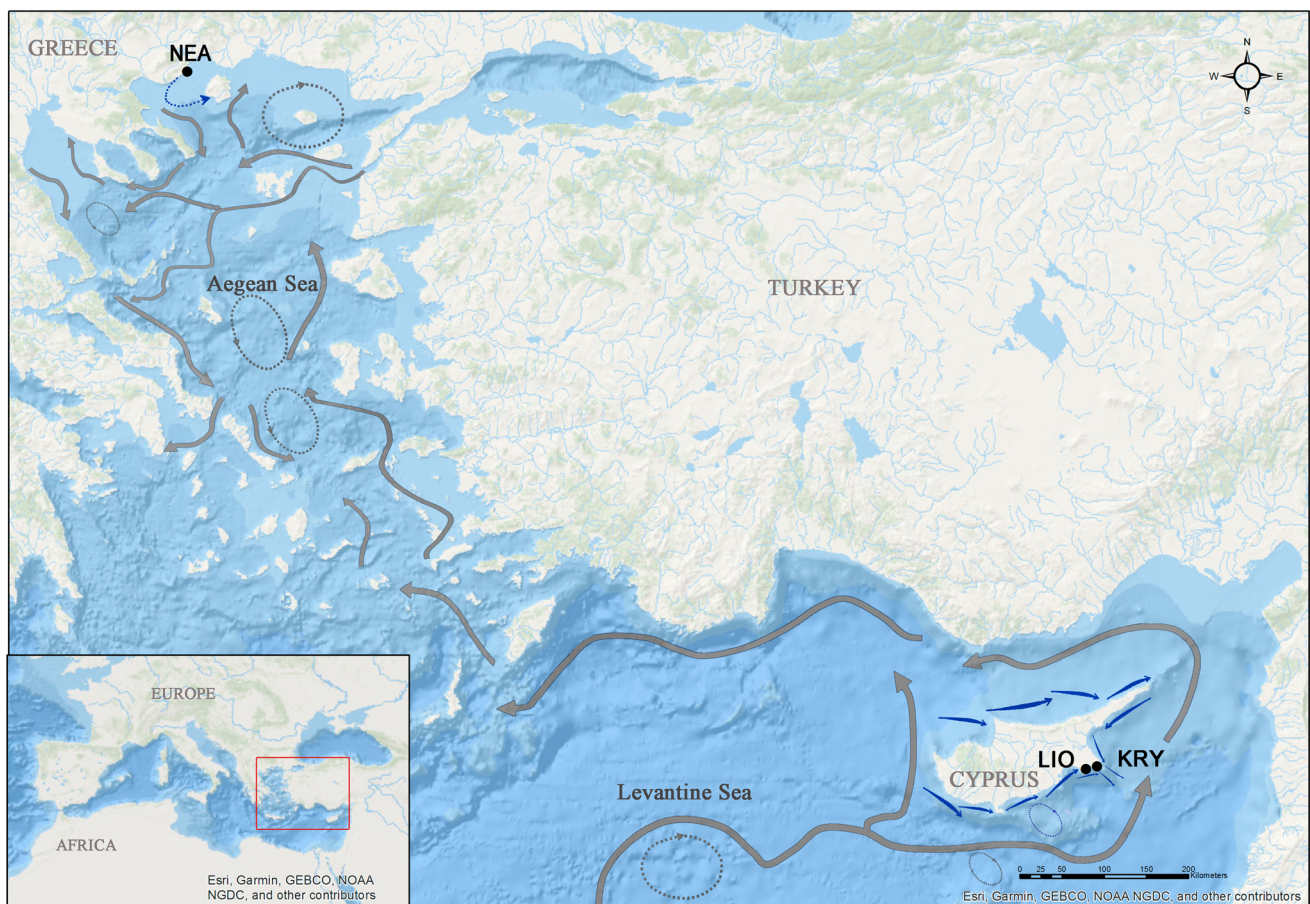 GREECE
NEA
N
W E
S
Aegean Sea
TURKEY
LIO KRY
CYPRUS
Levantine Sea
EUROPE
AFRICA
Esri, Garmin, GEBCO, NOAA
NGDC, and other contributors
0 25 50 100 150 200
Kilometers
Esri, Garmin, GEBCO, NOAA NGDC, and other contributors